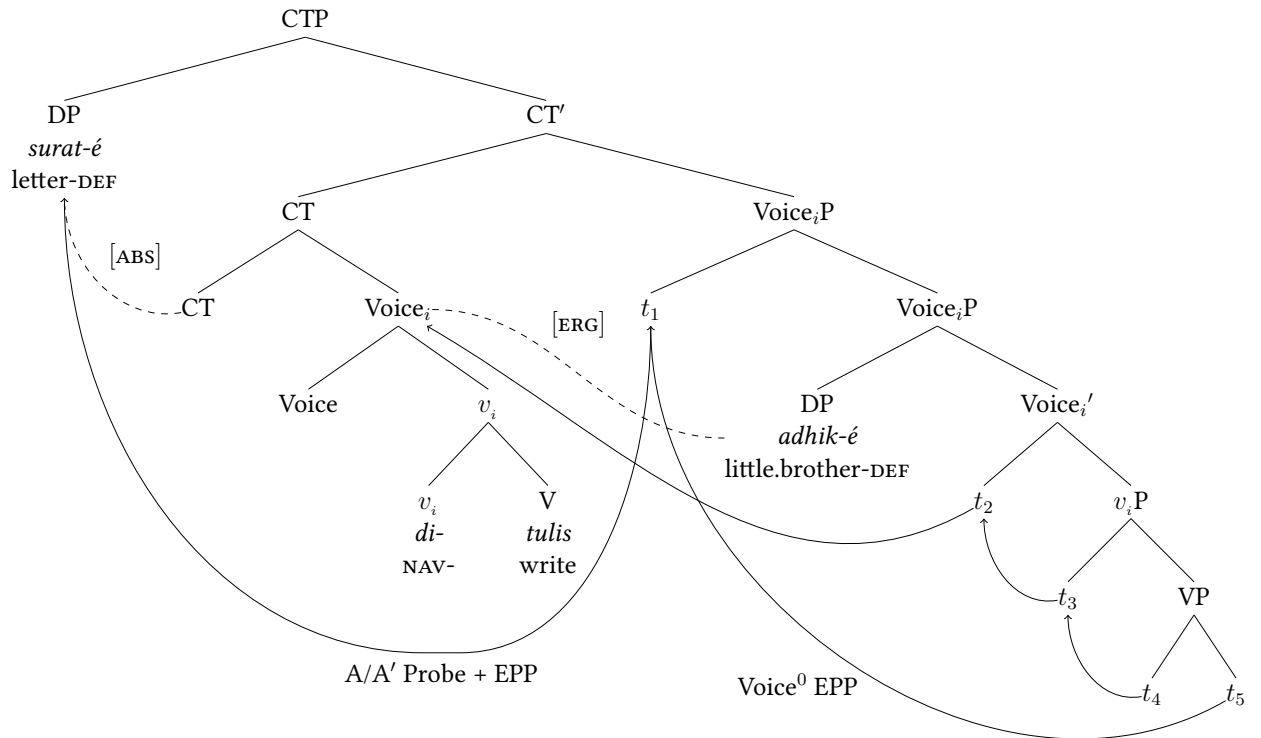 CTP
DP CT′
surat-é
letter-DEF
CT VoiceᵢP
[ABS]
CT Voiceᵢ [ERG] t₁ VoiceᵢP
Voice vᵢ DP Voiceᵢ′
adhik-é
little.brother-DEF
vᵢ V t₂ vᵢP
di- tulis
NAV- write
t₃ VP
A/A′ Probe + EPP
Voice⁰ EPP t₄ t₅